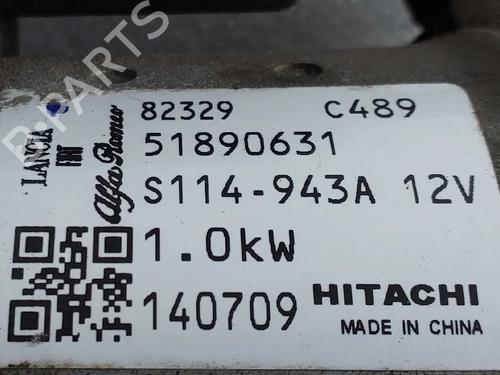 82329 C489
LANCIA
FIAT
Alfa Romeo
51890631
S114-943A 12V
1.0kW
140709 HITACHI
MADE IN CHINA
B-PARTS